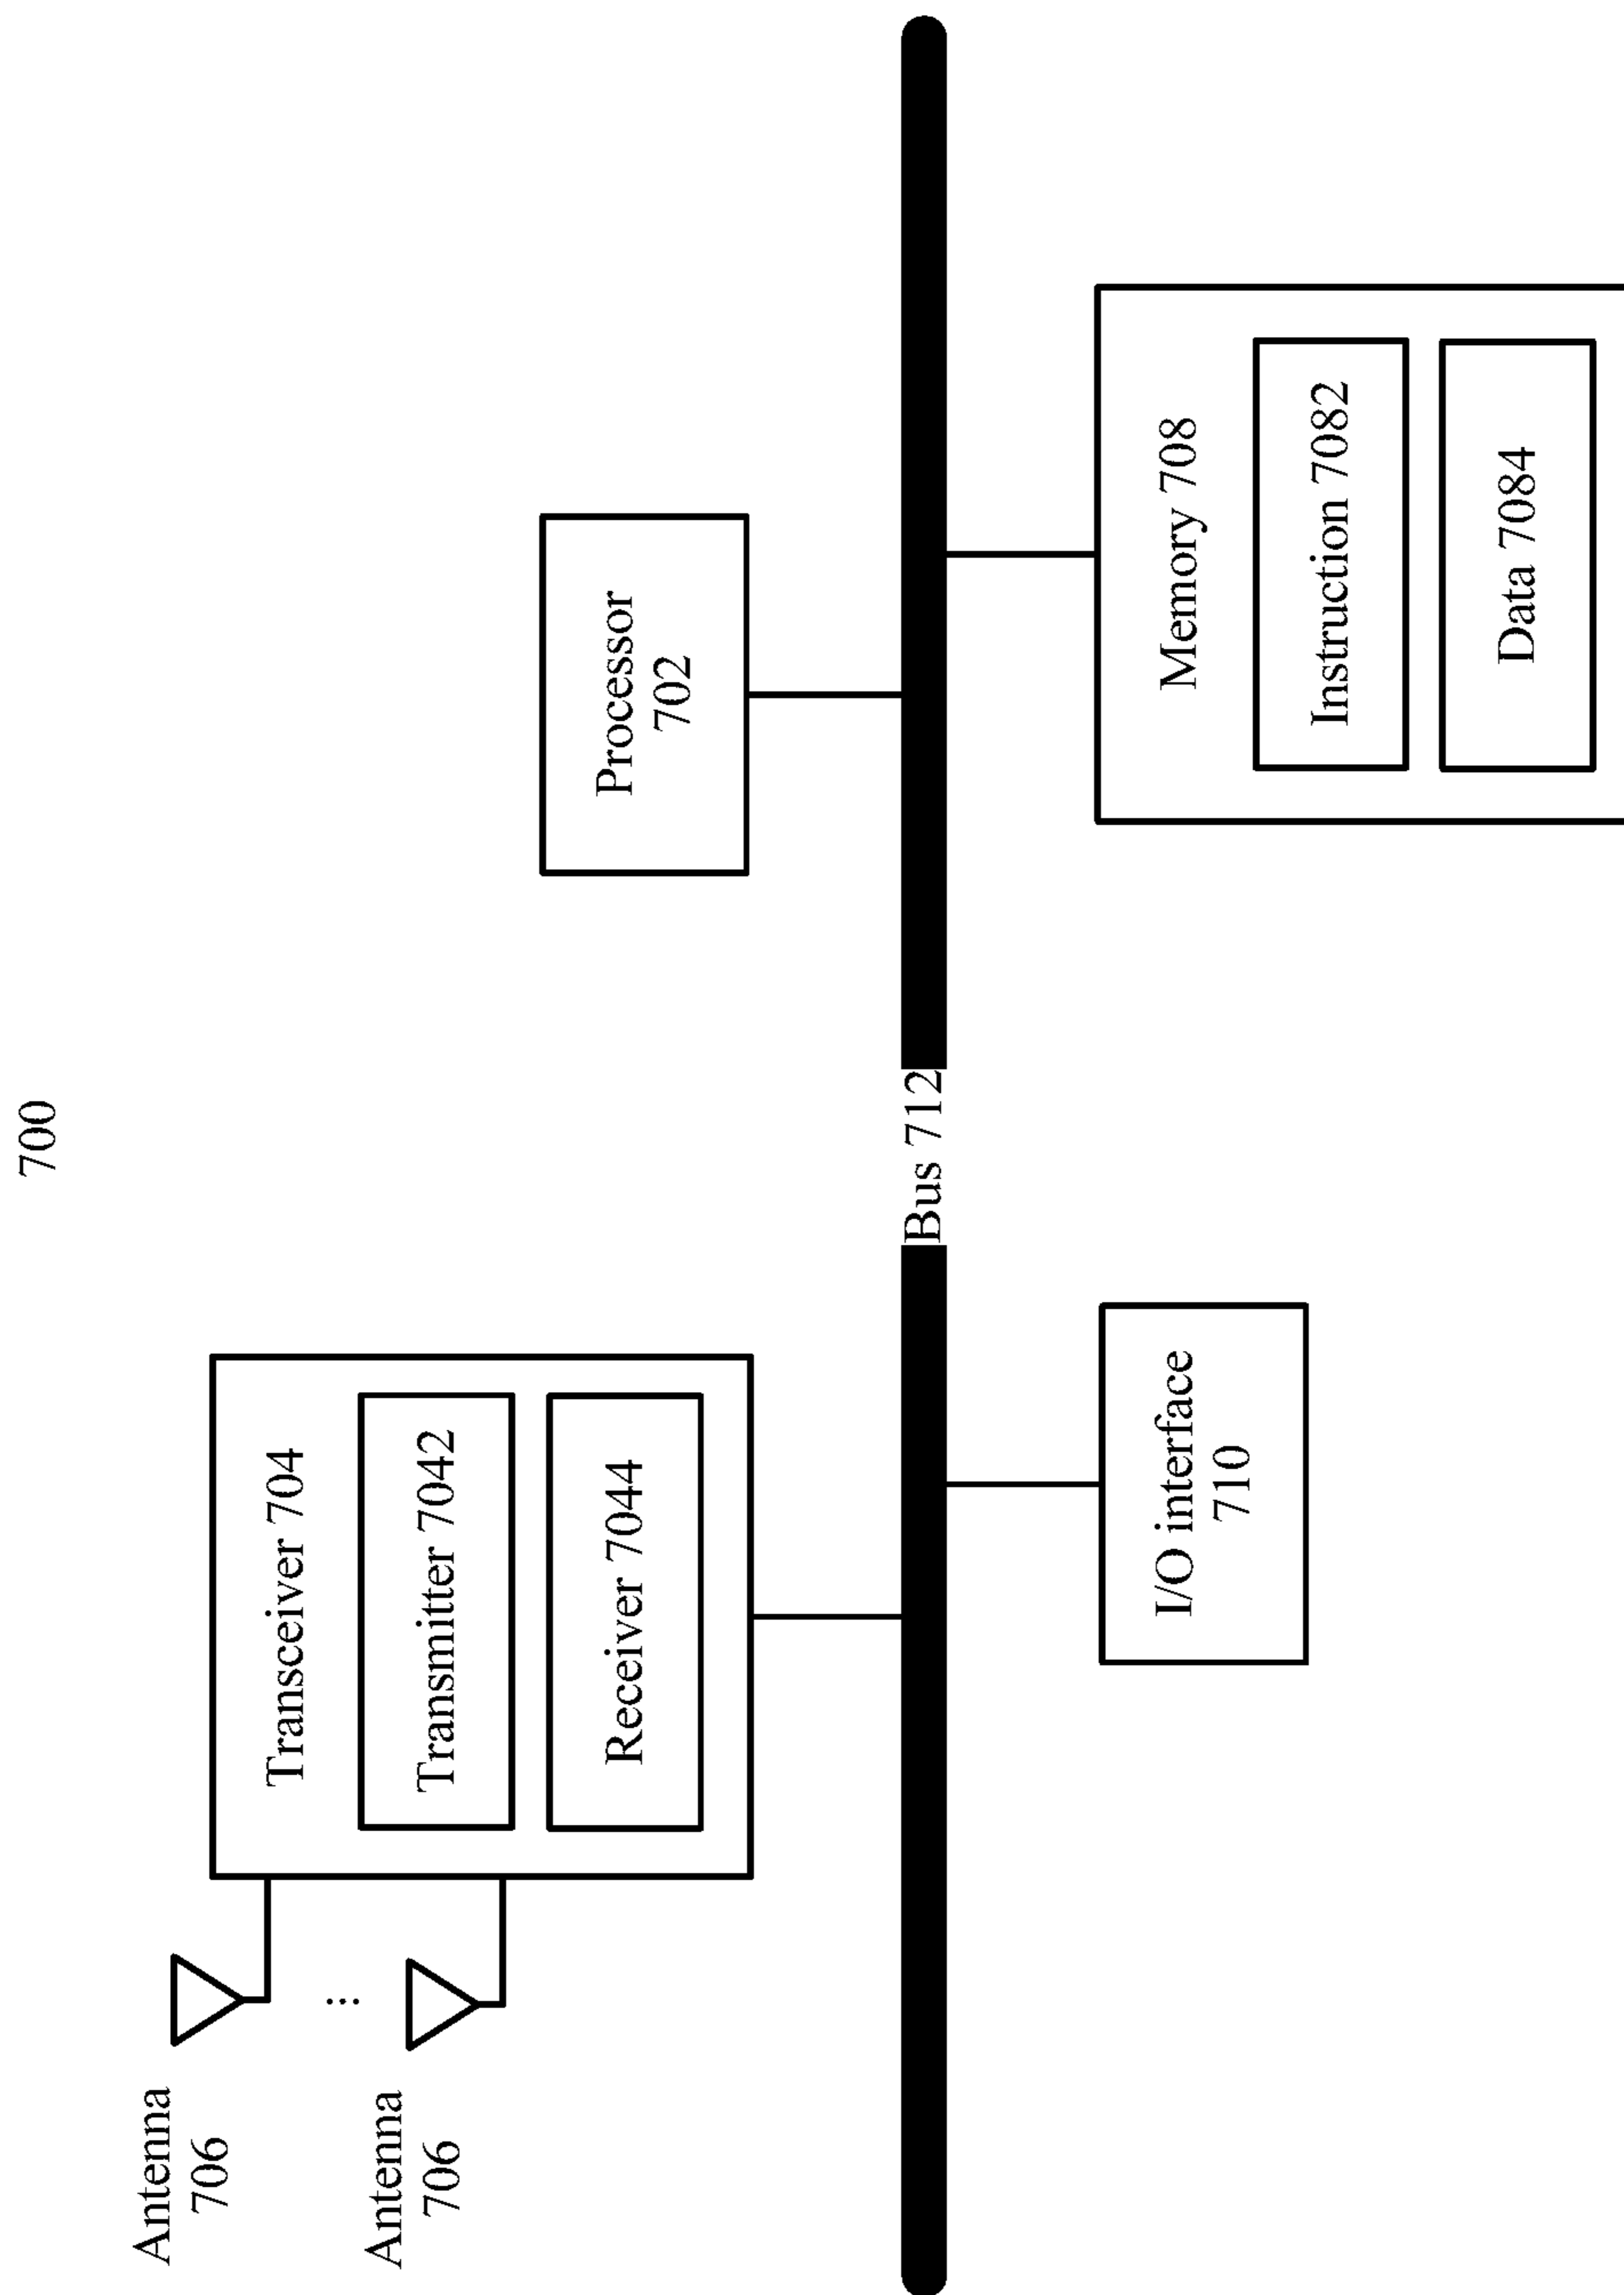 700
Antenna
706
Antenna
706
Transceiver 704
Transmitter 7042
Receiver 7044
Processor
702
Bus 712
I/O interface
710
Memory 708
Instruction 7082
Data 7084